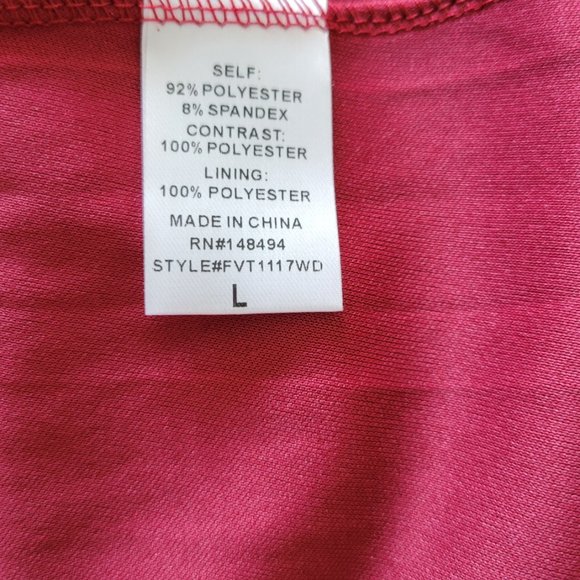 SELF:
92% POLYESTER
8% SPANDEX
CONTRAST:
100% POLYESTER
LINING:
100% POLYESTER
MADE IN CHINA
RN#148494
STYLE#FVT1117WD
L